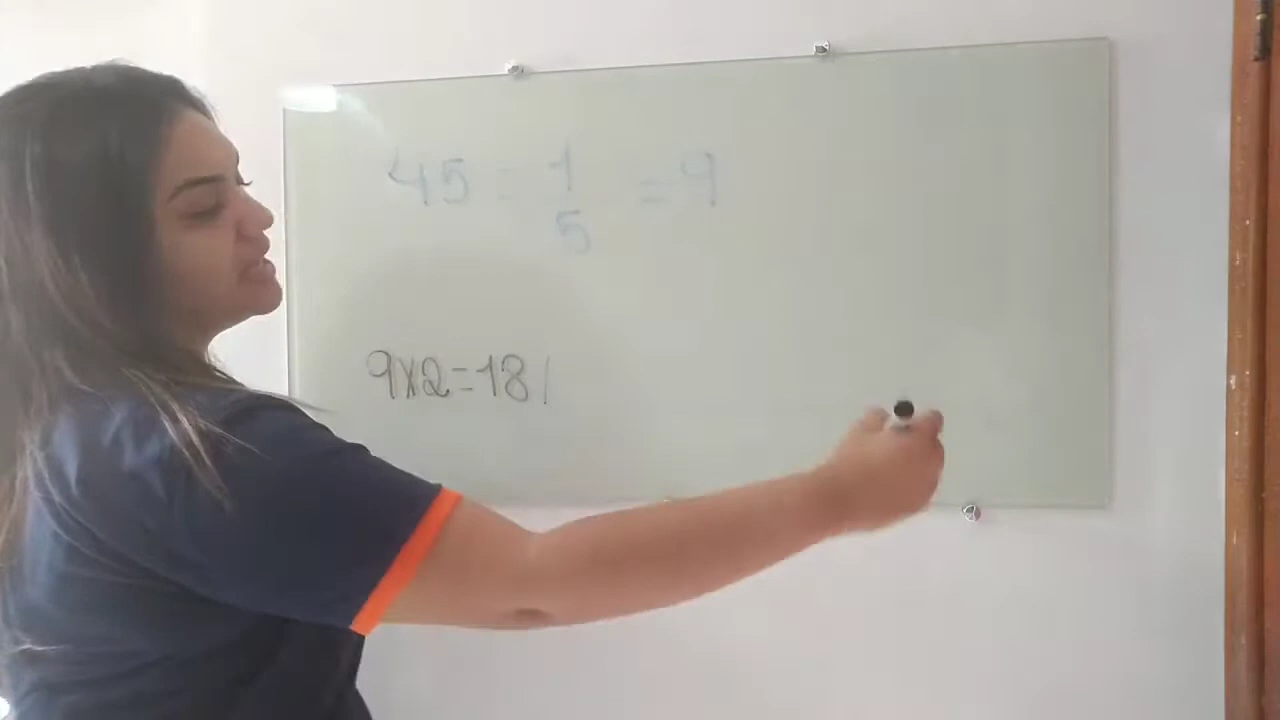 45 = 1/5 = 9
9x2=18/